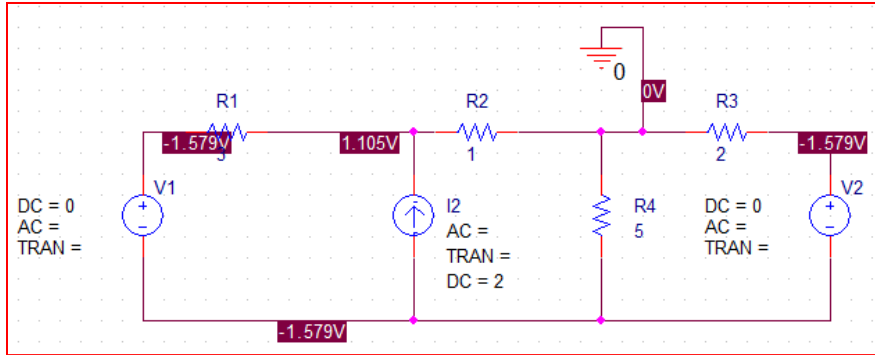 0
R1
R2
0V
R3
-1.579V
3
1.105V
1
2
-1.579V
V1
DC = 0
AC =
TRAN =
I2
AC =
TRAN =
DC = 2
R4
5
DC = 0
AC =
TRAN =
V2
-1.579V